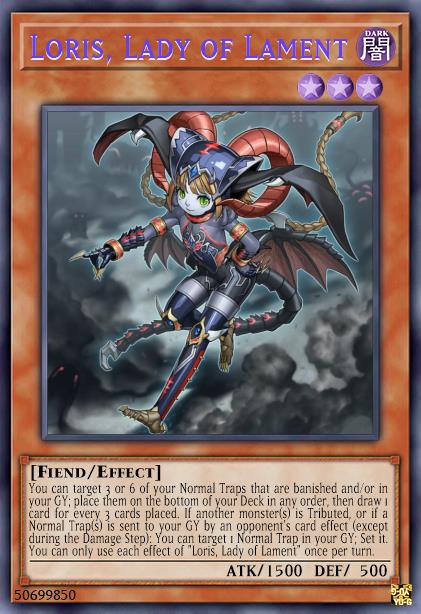 Loris, Lady of Lament
DARK
闇
[Fiend/Effect]
You can target 3 or 6 of your Normal Traps that are banished and/or in
your GY; place them on the bottom of your Deck in any order, then draw 1
card for every 3 cards placed. If another monster(s) is Tributed, or if a
Normal Trap(s) is sent to your GY by an opponent's card effect (except
during the Damage Step): You can target 1 Normal Trap in your GY; Set it.
You can only use each effect of "Loris, Lady of Lament" once per turn.
ATK/1500 DEF/ 500
50699850